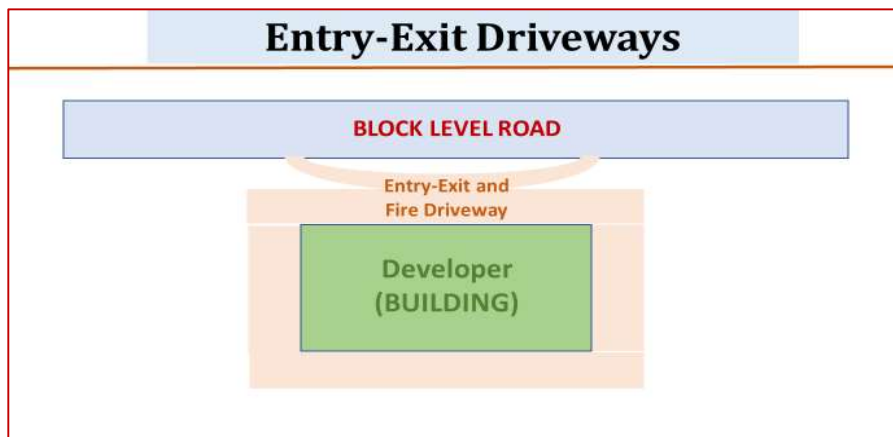 Entry-Exit Driveways
BLOCK LEVEL ROAD
Entry-Exit and
Fire Driveway
Developer
(BUILDING)